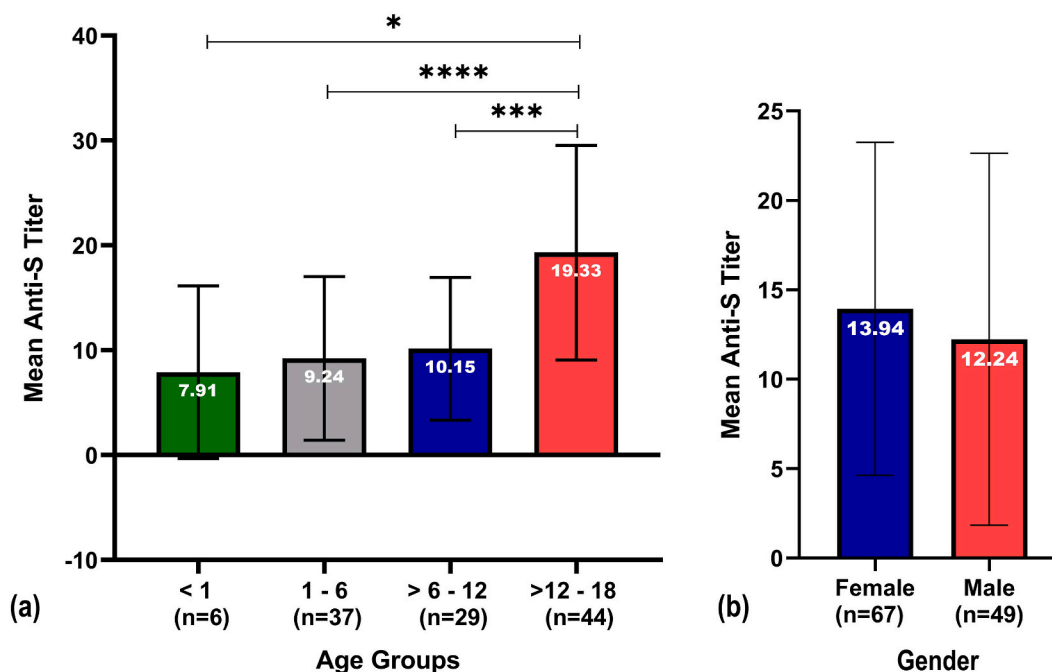 Mean Anti-S Titer
40
30
20
10
0
-10
*
****
***
7.91
9.24
10.15
19.33
< 1
(n=6)
1 - 6
(n=37)
> 6 - 12
(n=29)
>12 - 18
(n=44)
Age Groups
(a)
Mean Anti-S Titer
25
20
15
10
5
0
13.94
12.24
Female
(n=67)
Male
(n=49)
Gender
(b)